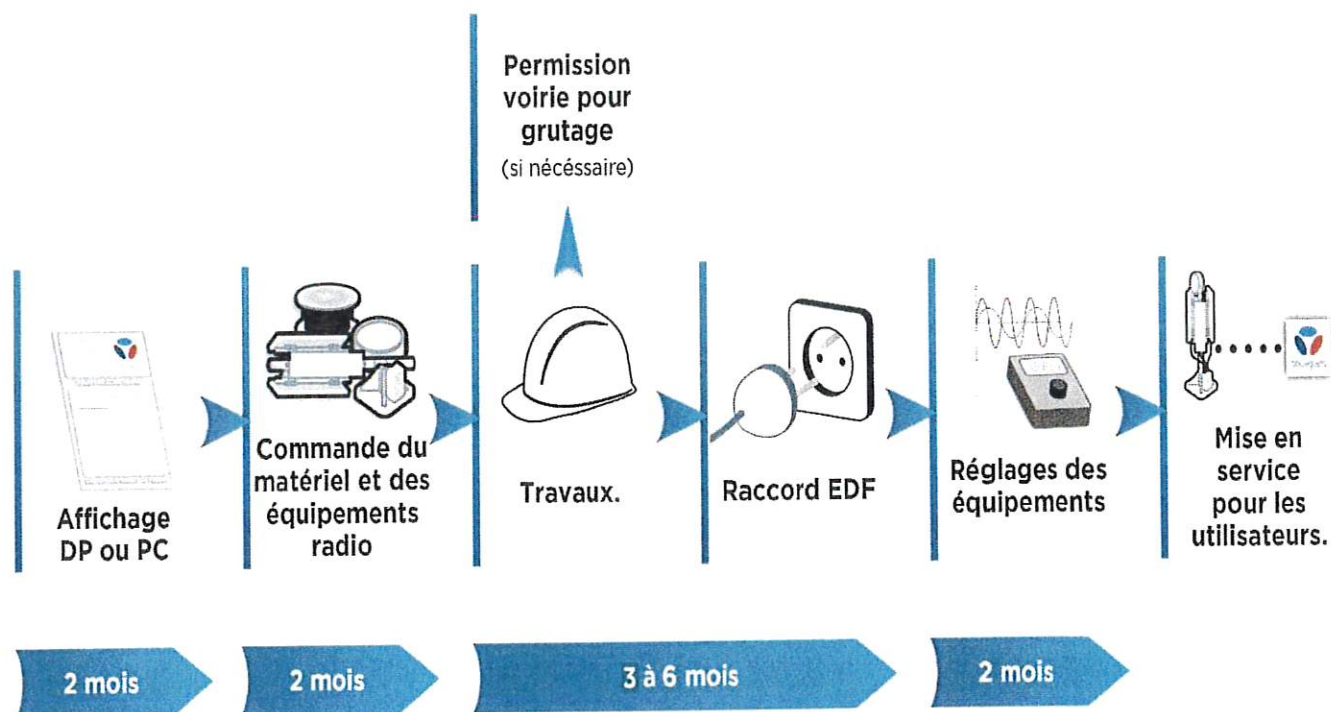 Permission
voirie pour
grutage
(si nécéssaire)
Affichage
DP ou PC
Commande du
matériel et des
équipements
radio
Travaux.
Raccord EDF
Réglages des
équipements
Mise en
service
pour les
utilisateurs.
2 mois
2 mois
3 à 6 mois
2 mois